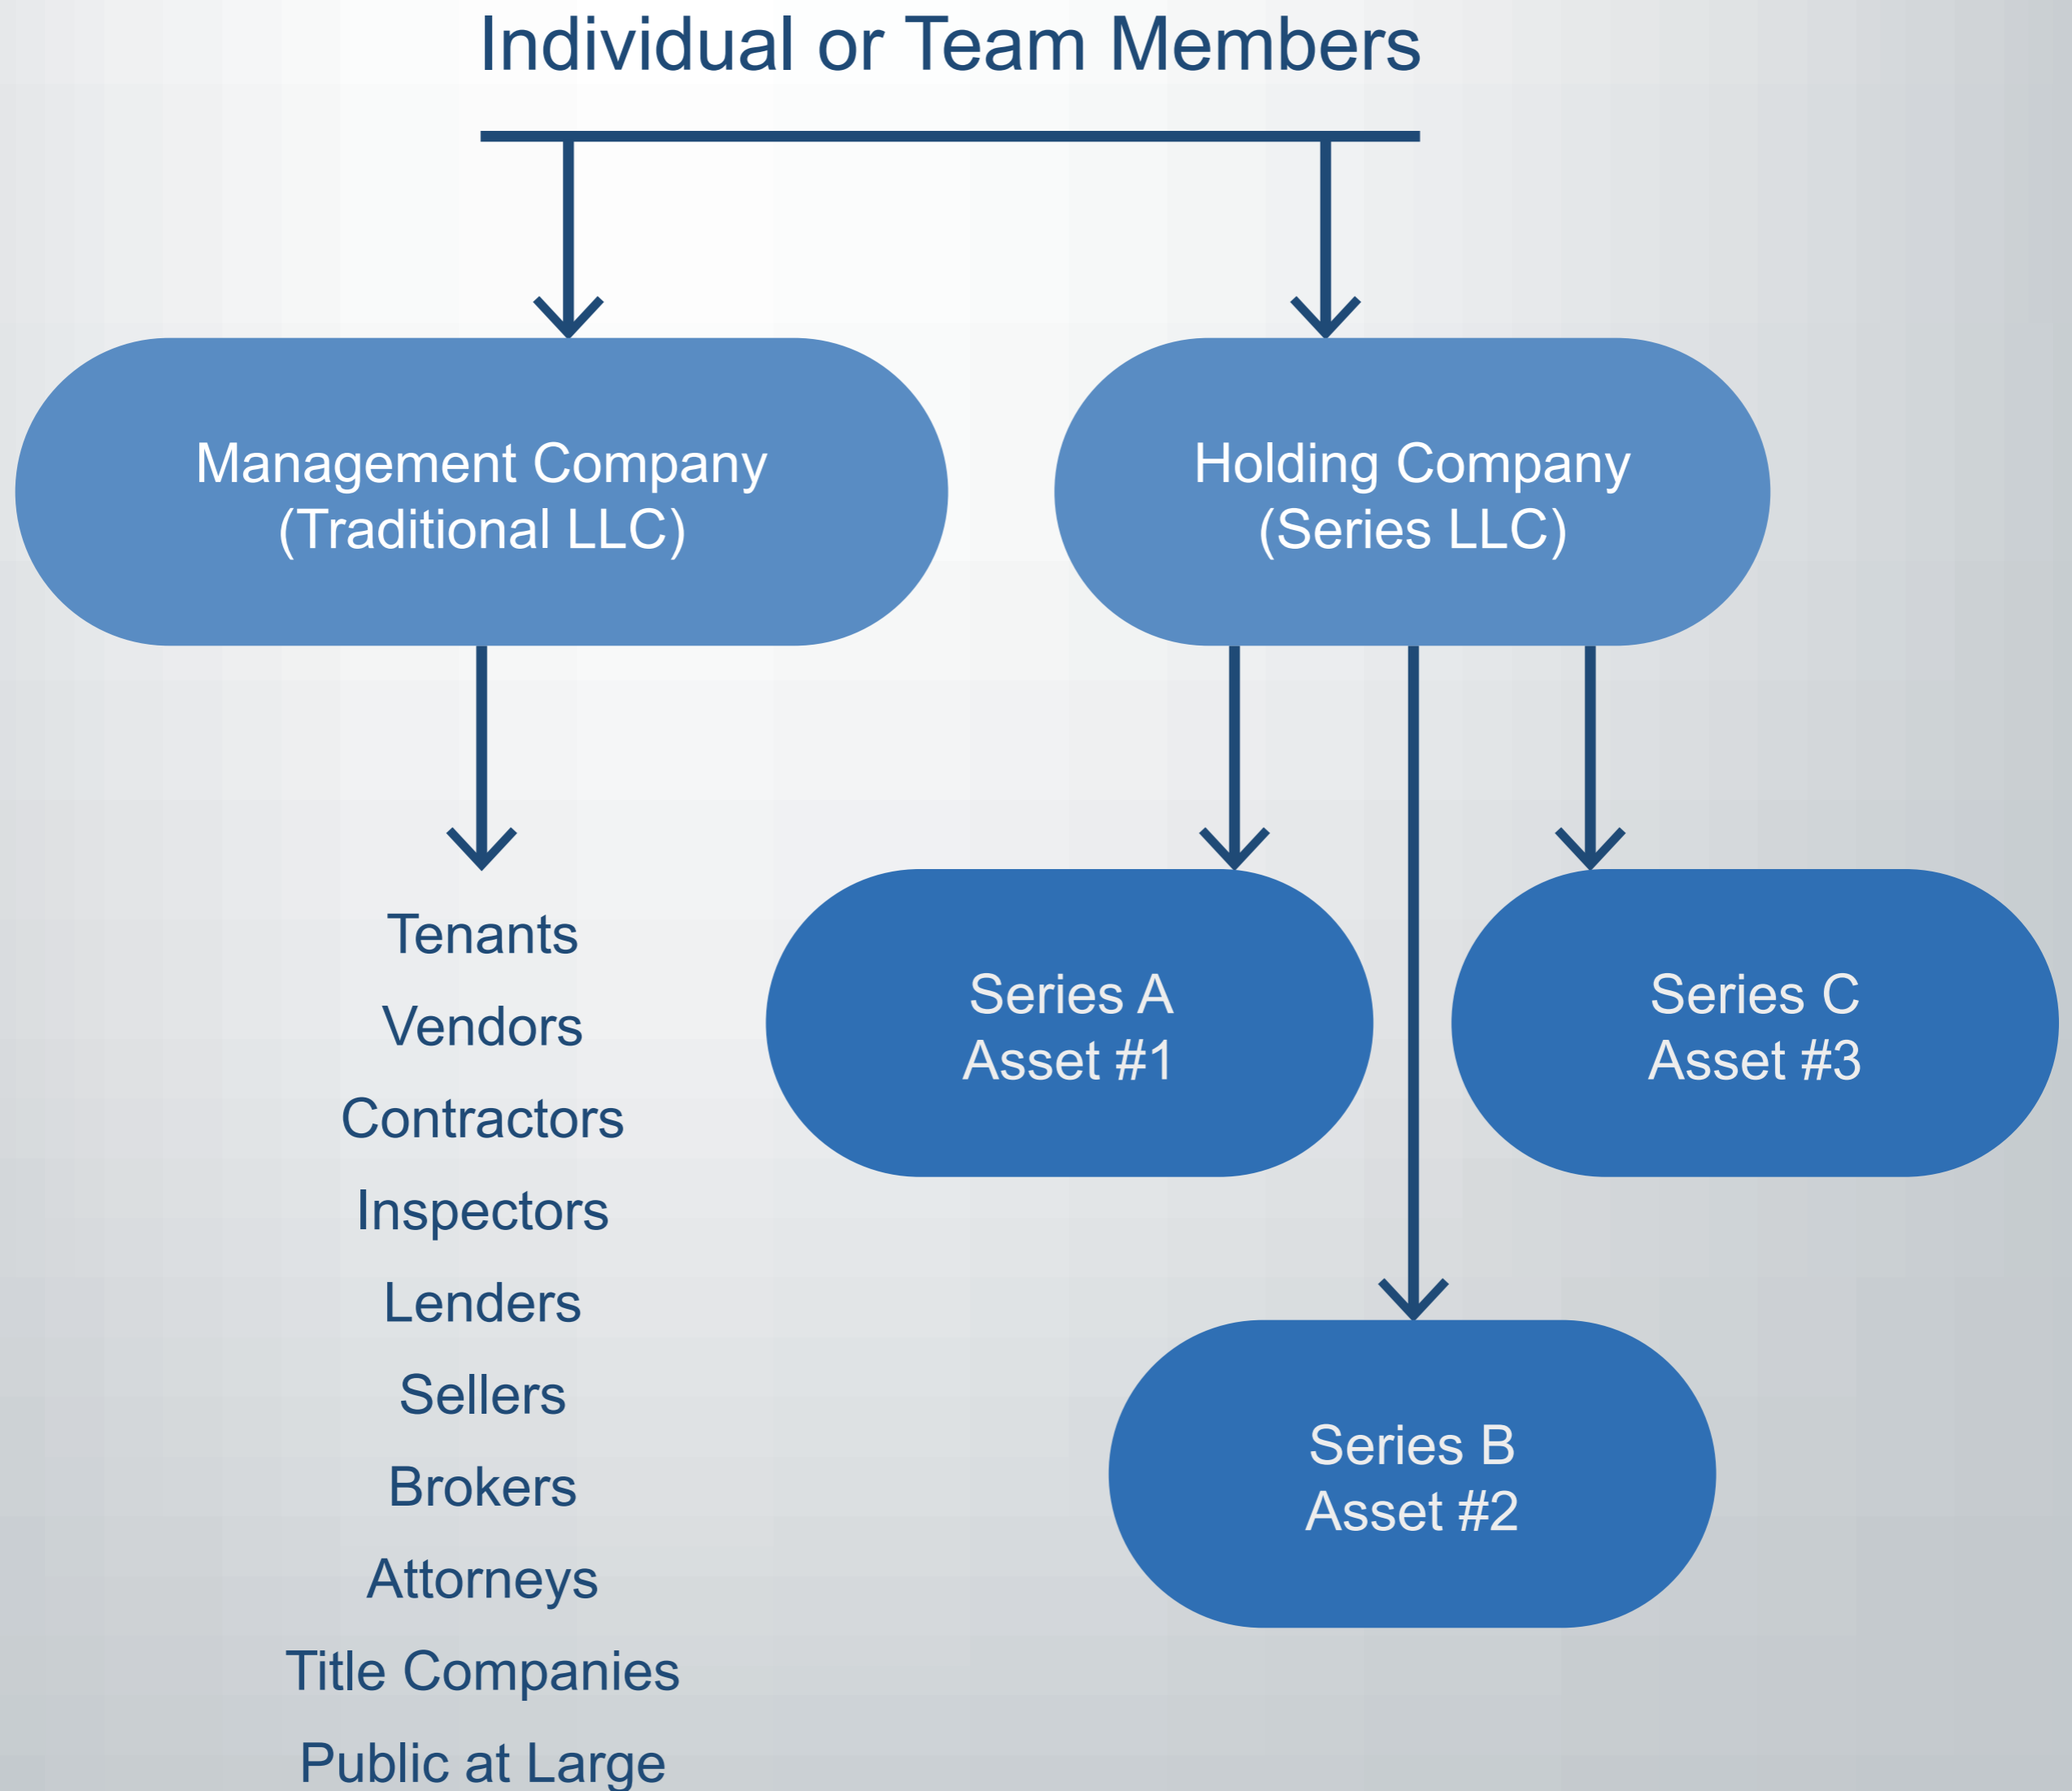 Individual or Team Members
Management Company
(Traditional LLC)
Holding Company
(Series LLC)
Tenants
Vendors
Contractors
Inspectors
Lenders
Sellers
Brokers
Attorneys
Title Companies
Public at Large
Series A
Asset #1
Series C
Asset #3
Series B
Asset #2